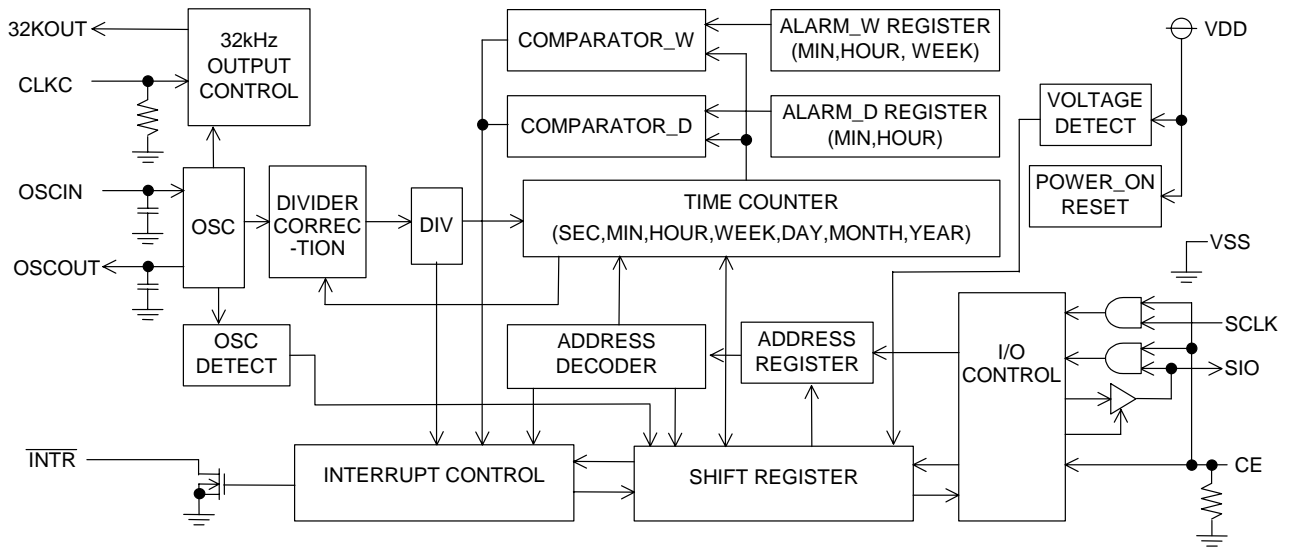 32KOUT
CLKC
32kHz
OUTPUT
CONTROL
COMPARATOR_W
ALARM_W REGISTER
(MIN,HOUR, WEEK)
VDD
COMPARATOR_D
ALARM_D REGISTER
(MIN,HOUR)
VOLTAGE
DETECT
POWER_ON
RESET
OSCIN
OSCOUT
OSC
DIVIDER
CORREC
-TION
DIV
TIME COUNTER
(SEC,MIN,HOUR,WEEK,DAY,MONTH,YEAR)
VSS
OSC
DETECT
ADDRESS
DECODER
ADDRESS
REGISTER
I/O
CONTROL
SCLK
SIO
INTR
INTERRUPT CONTROL
SHIFT REGISTER
CE